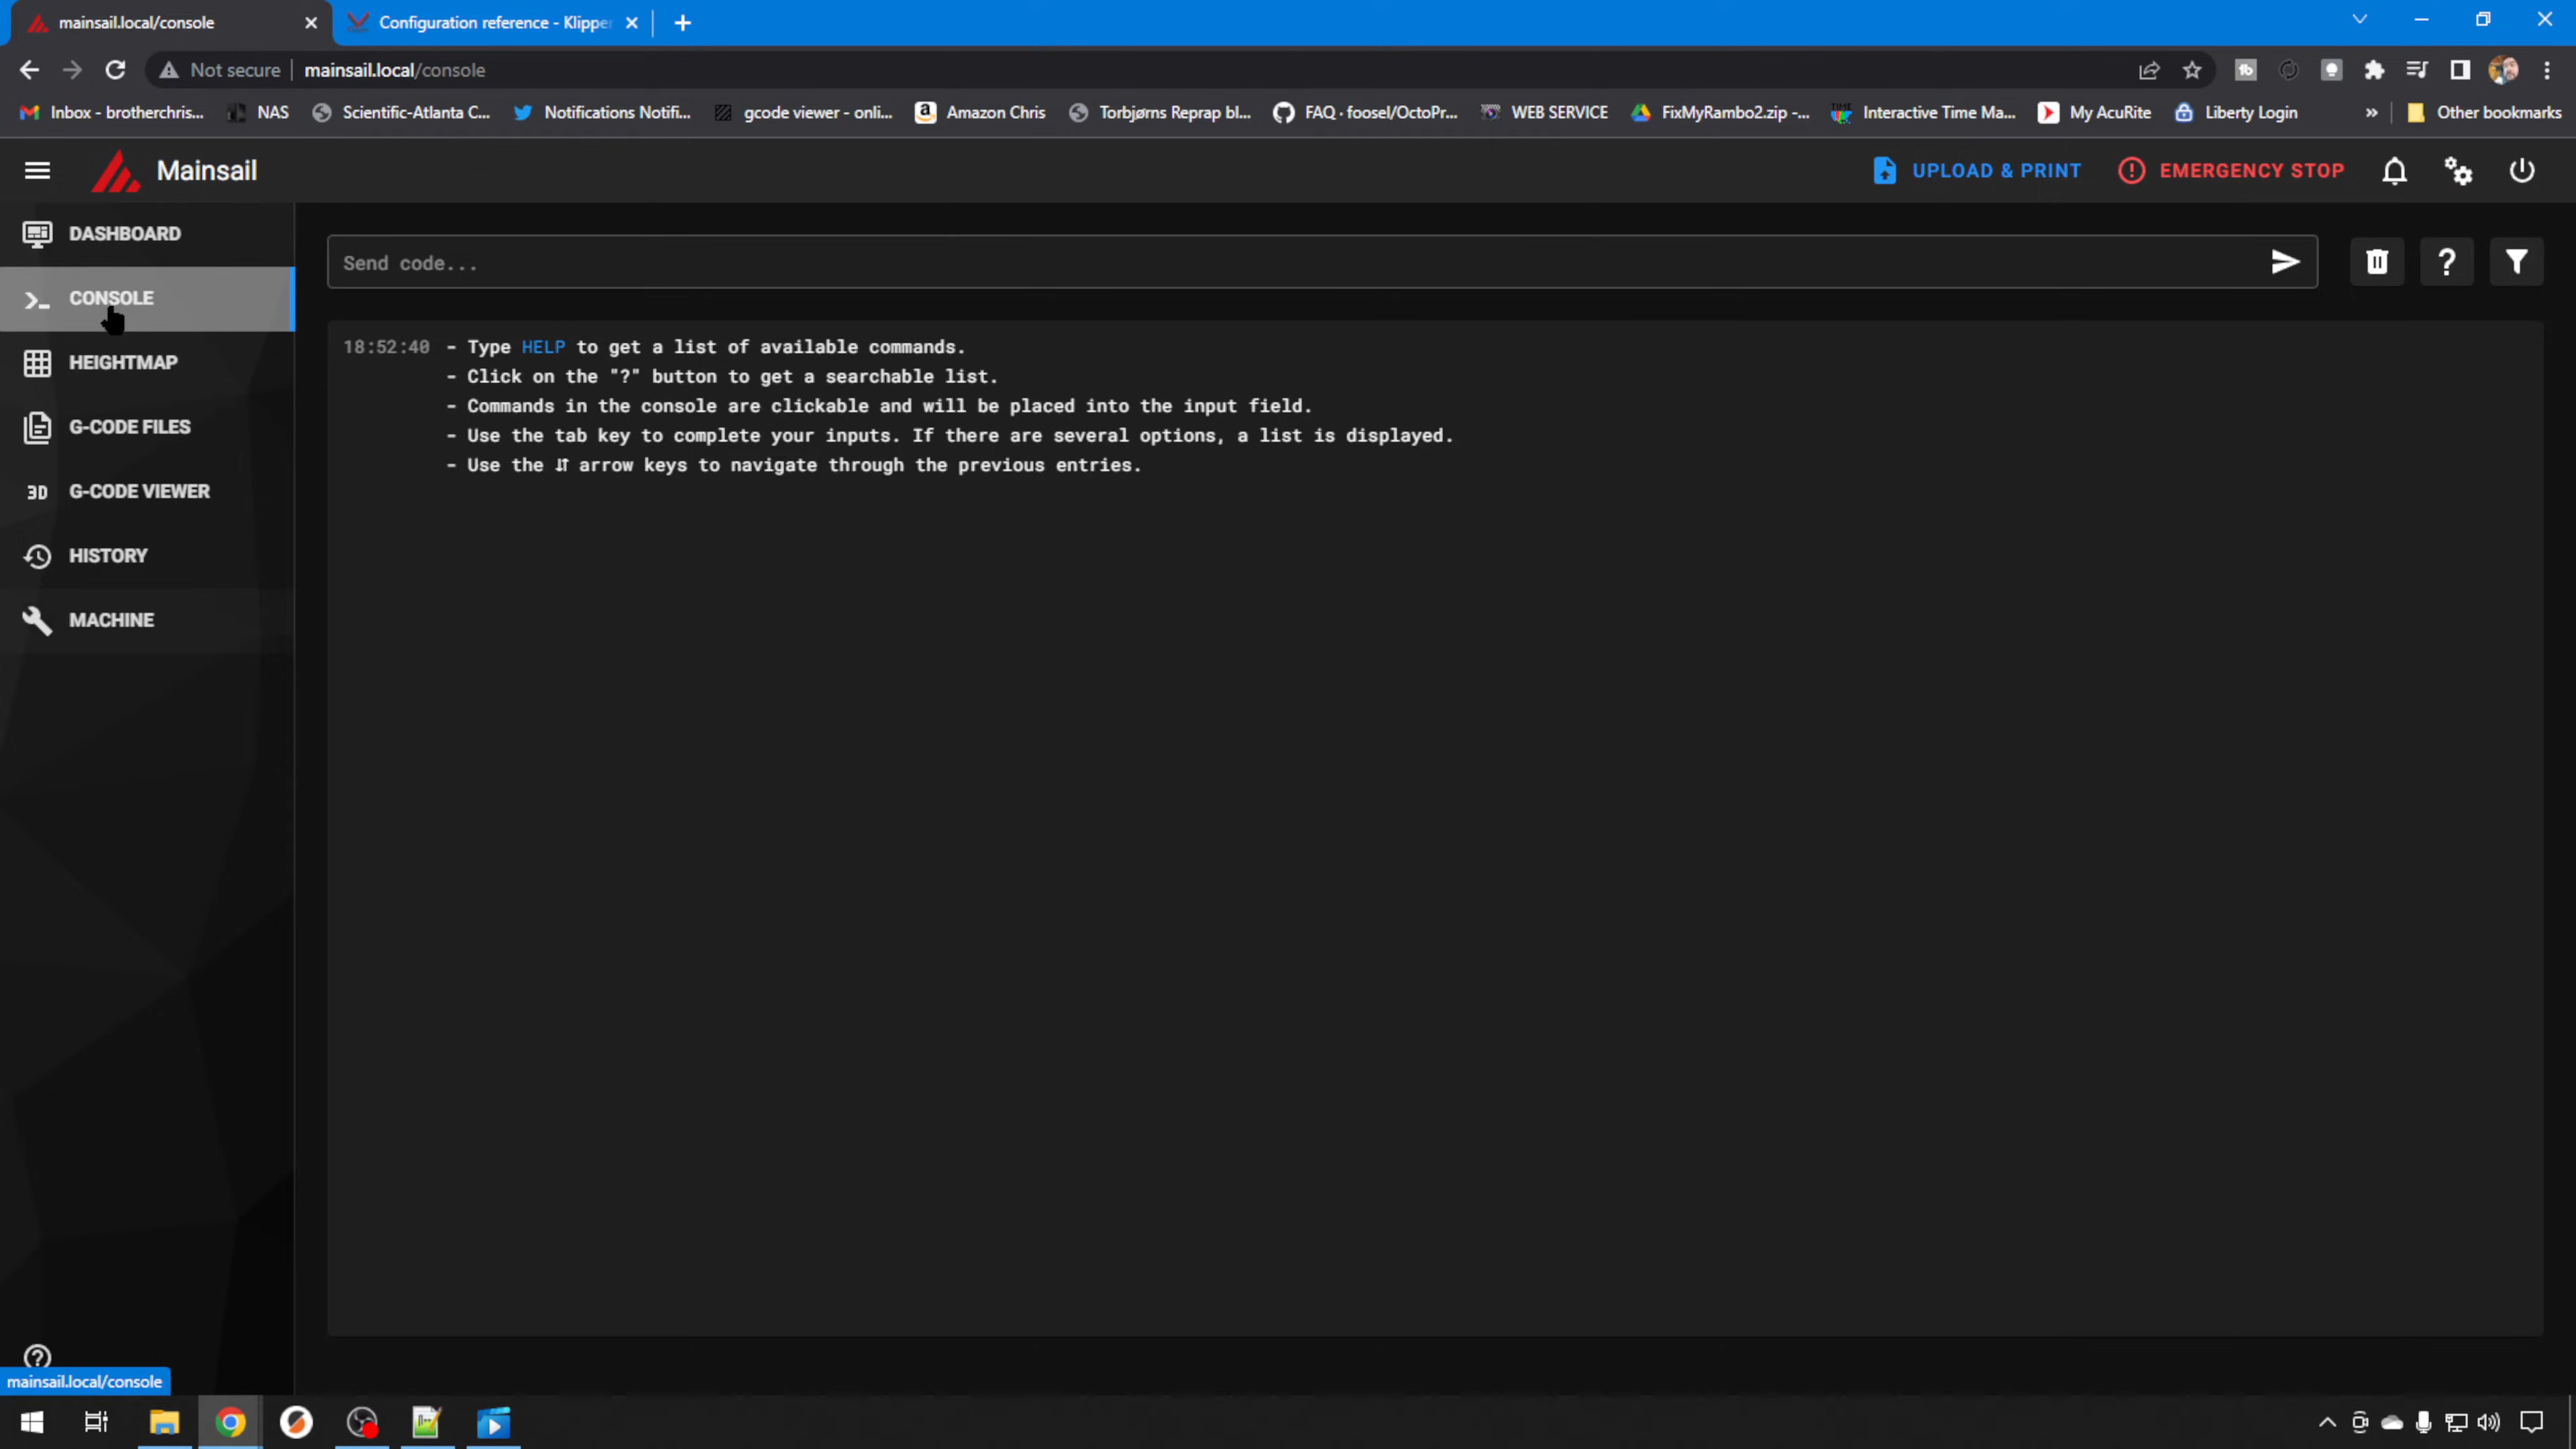 mainsail.local/console
Configuration reference - Klippe
Not secure
mainsail.local/console
Inbox - brotherchris...
NAS
Scientific-Atlanta C...
Notifications Notifi...
gcode viewer - onli...
Amazon Chris
Torbjørns Reprap bl...
FAQ · foosel/OctoPr...
WEB SERVICE
FixMyRambo2.zip -...
Interactive Time Ma...
My AcuRite
Liberty Login
»
Other bookmarks
Mainsail
UPLOAD & PRINT
EMERGENCY STOP
DASHBOARD
CONSOLE
HEIGHTMAP
G-CODE FILES
3D G-CODE VIEWER
HISTORY
MACHINE
Send code...
?
18:52:40 - Type HELP to get a list of available commands.
- Click on the "?" button to get a searchable list.
- Commands in the console are clickable and will be placed into the input field.
- Use the tab key to complete your inputs. If there are several options, a list is displayed.
- Use the ⇵ arrow keys to navigate through the previous entries.
mainsail.local/console